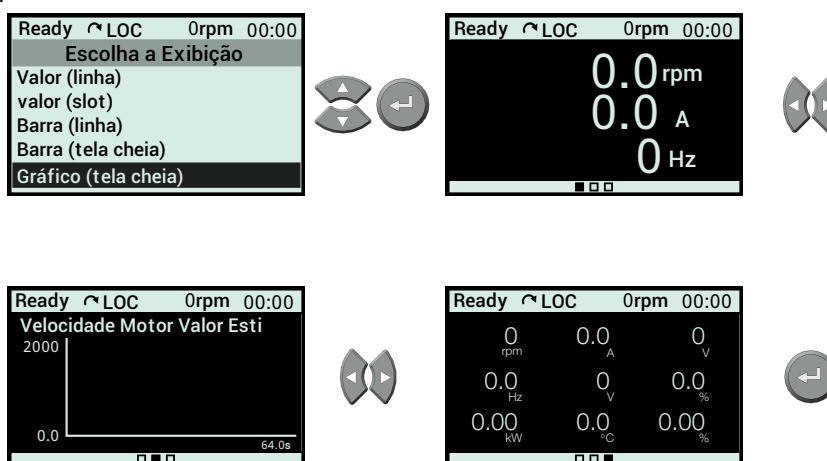 Ready LOC 0rpm 00:00
Escolha a Exibição
Valor (linha)
valor (slot)
Barra (linha)
Barra (tela cheia)
Gráfico (tela cheia)
Ready LOC 0rpm 00:00
0.0 rpm
0.0 A
0 Hz
Ready LOC 0rpm 00:00
Velocidade Motor Valor Esti
2000
0.0
64.0s
Ready LOC 0rpm 00:00
0 rpm 0.0 A 0 V
0.0 Hz 0 V 0.0 %
0.00 kW 0.0 °C 0.00 %